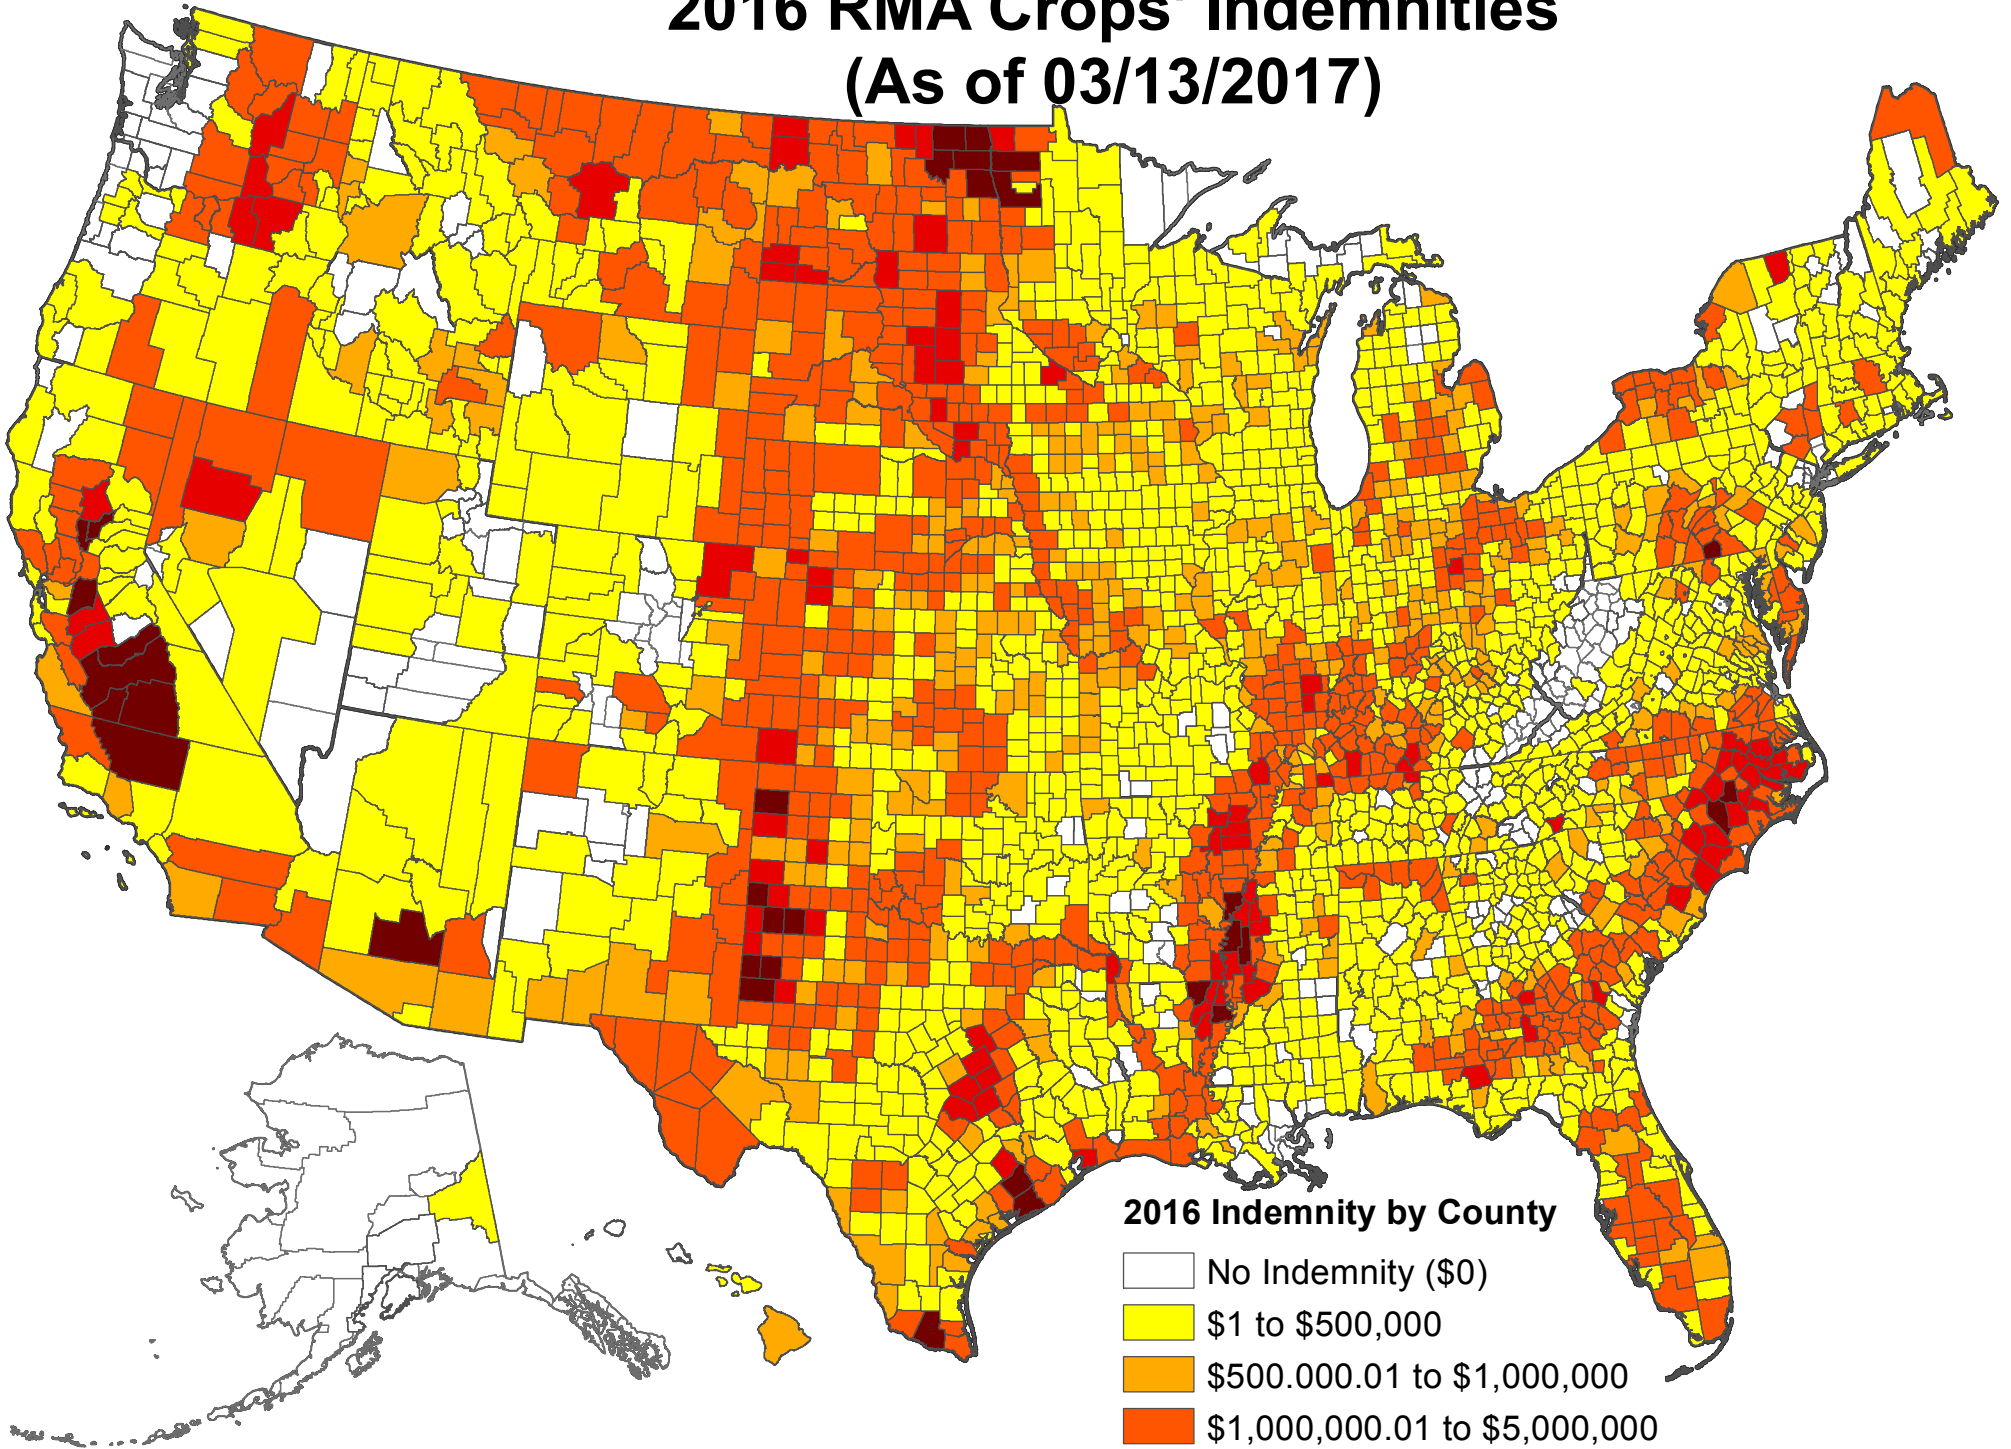 2016 RMA Crops' Indemnities
(As of 03/13/2017)
2016 Indemnity by County
No Indemnity ($0)
$1 to $500,000
$500.000.01 to $1,000,000
$1,000,000.01 to $5,000,000